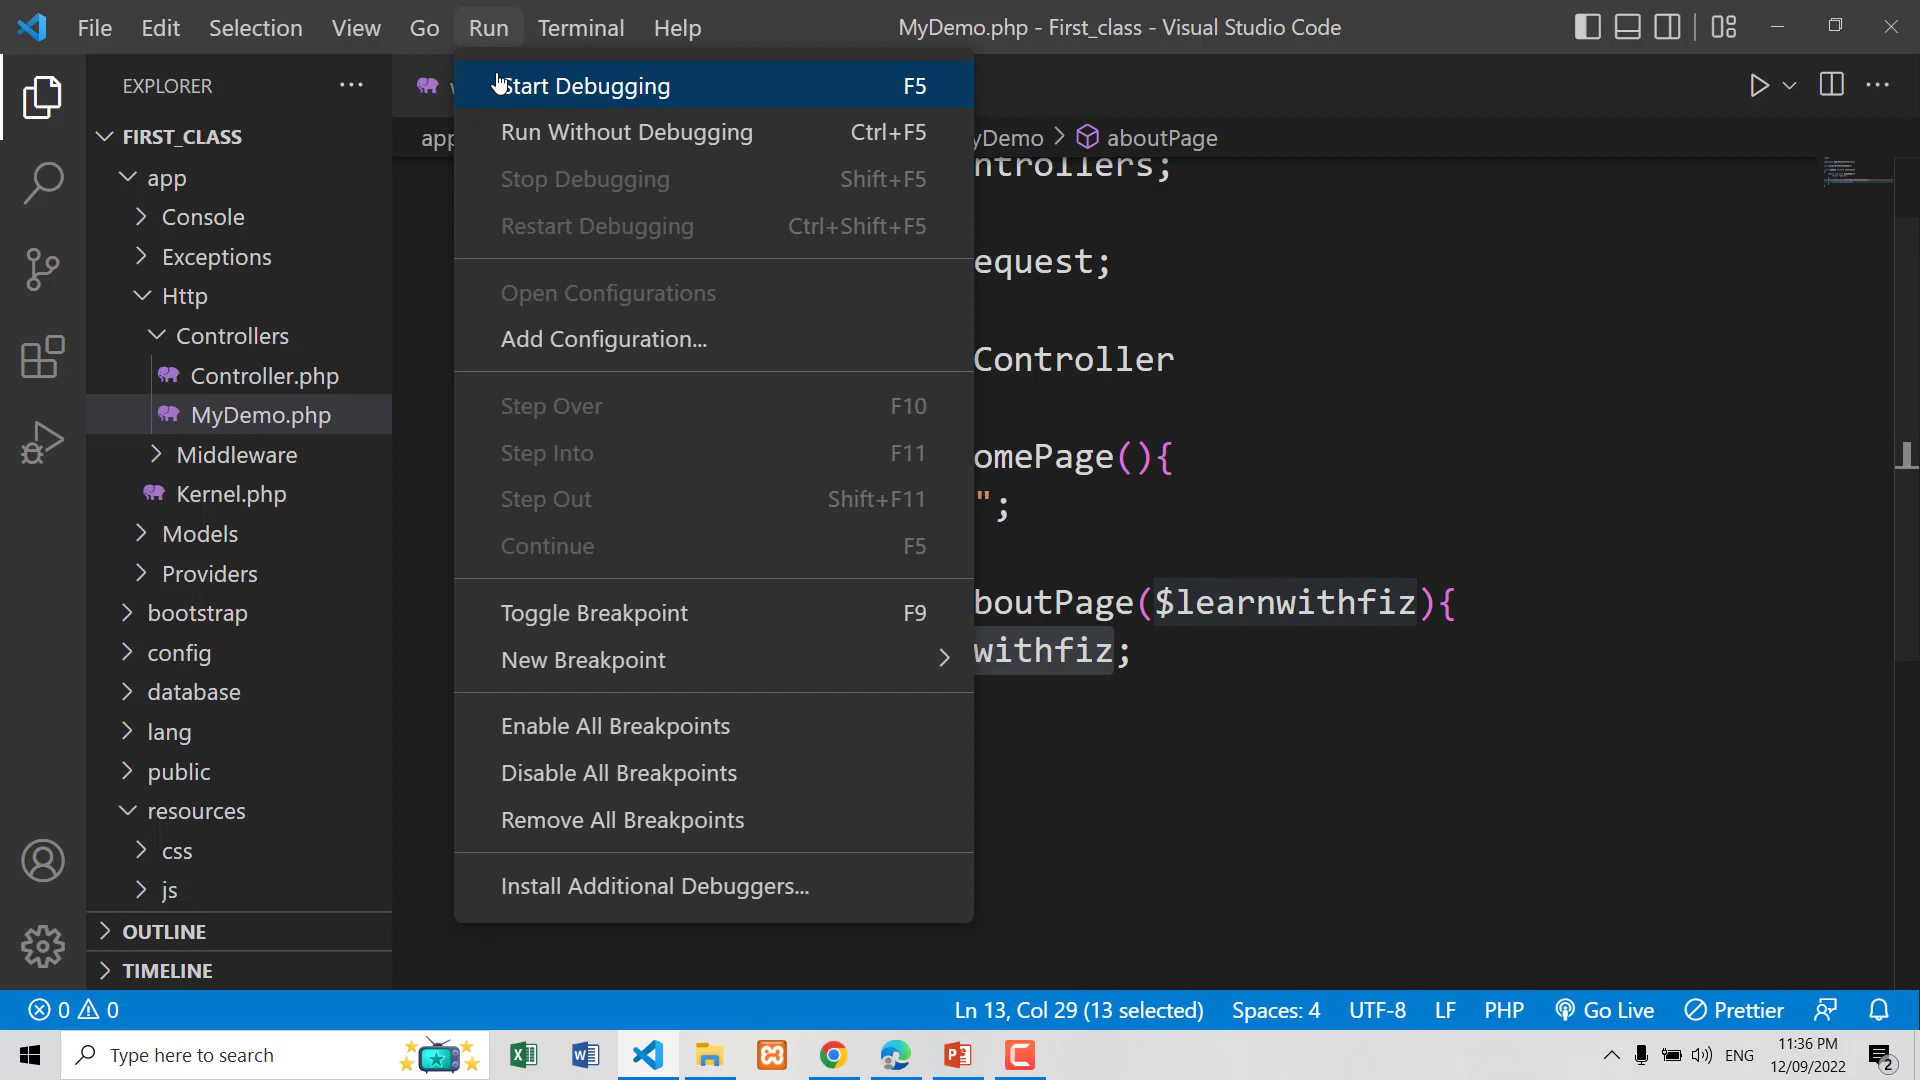 File Edit Selection View Go Run Terminal Help
MyDemo.php - First_class - Visual Studio Code
EXPLORER
FIRST_CLASS
app
Console
Exceptions
Http
Controllers
Controller.php
MyDemo.php
Middleware
Kernel.php
Models
Providers
bootstrap
config
database
lang
public
resources
css
js
OUTLINE
TIMELINE
Start Debugging F5
Run Without Debugging Ctrl+F5
Stop Debugging Shift+F5
Restart Debugging Ctrl+Shift+F5
Open Configurations
Add Configuration...
Step Over F10
Step Into F11
Step Out Shift+F11
Continue F5
Toggle Breakpoint F9
New Breakpoint
Enable All Breakpoints
Disable All Breakpoints
Remove All Breakpoints
Install Additional Debuggers...
app yDemo > aboutPage
ntrollers;
equest;
Controller
omePage(){
";
boutPage($learnwithfiz){
withfiz;
0 0
Ln 13, Col 29 (13 selected) Spaces: 4 UTF-8 LF PHP Go Live Prettier
Type here to search
ENG
11:36 PM
12/09/2022
2